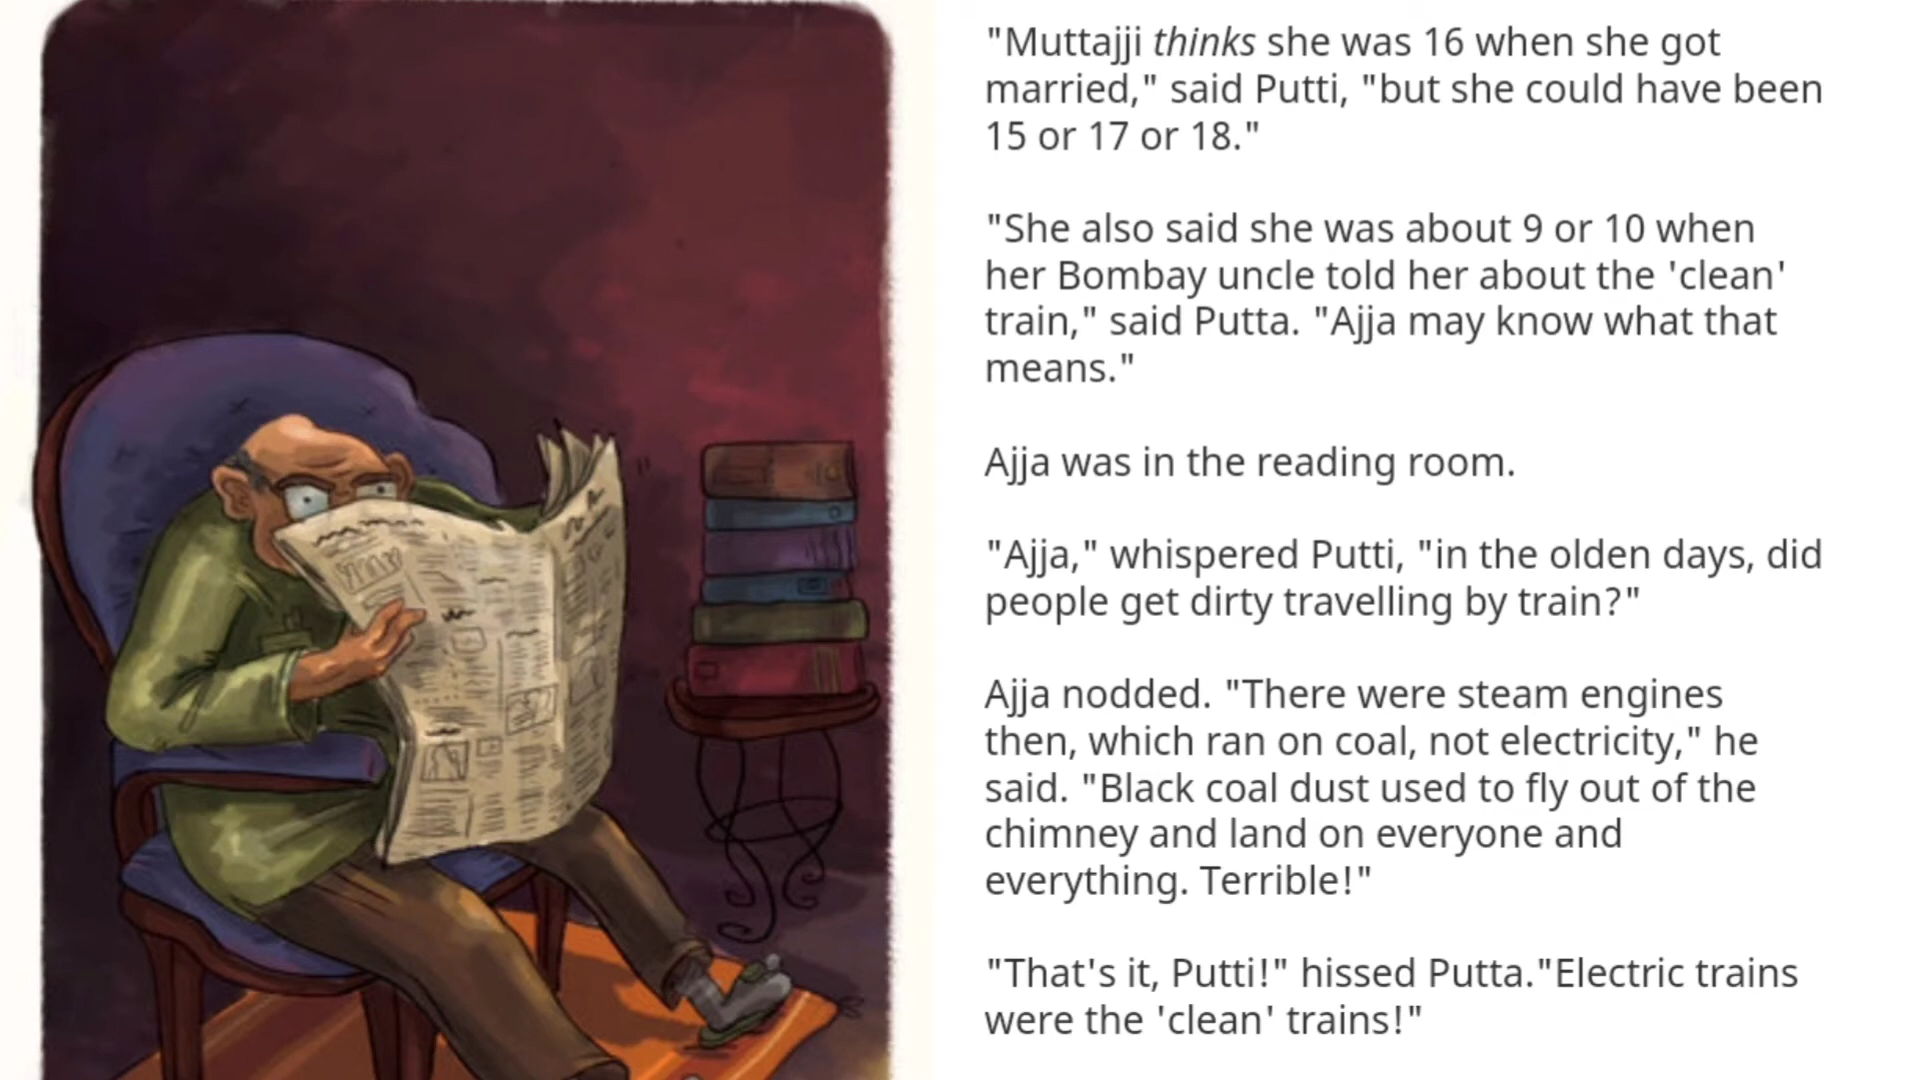 "Muttajji thinks she was 16 when she got
married," said Putti, "but she could have been
15 or 17 or 18."
"She also said she was about 9 or 10 when
her Bombay uncle told her about the 'clean'
train," said Putta. "Ajja may know what that
means."
Ajja was in the reading room.
"Ajja," whispered Putti, "in the olden days, did
people get dirty travelling by train?"
Ajja nodded. "There were steam engines
then, which ran on coal, not electricity," he
said. "Black coal dust used to fly out of the
chimney and land on everyone and
everything. Terrible!"
"That's it, Putti!" hissed Putta."Electric trains
were the 'clean' trains!"